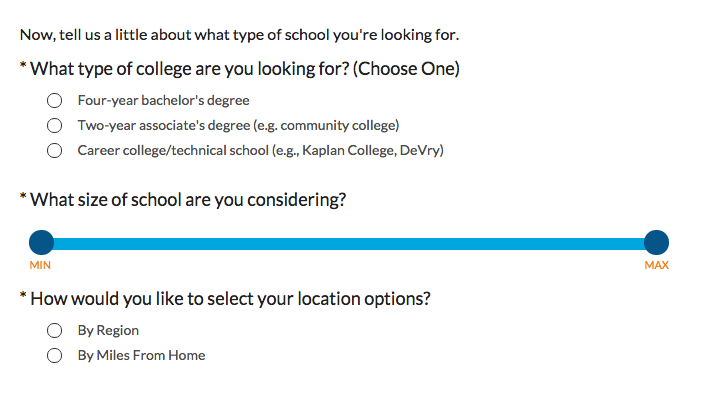 Now, tell us a little about what type of school you're looking for.
* What type of college are you looking for? (Choose One)
Four-year bachelor's degree
Two-year associate's degree (e.g. community college)
Career college/technical school (e.g., Kaplan College, DeVry)
* What size of school are you considering?
MIN MAX
* How would you like to select your location options?
By Region
By Miles From Home